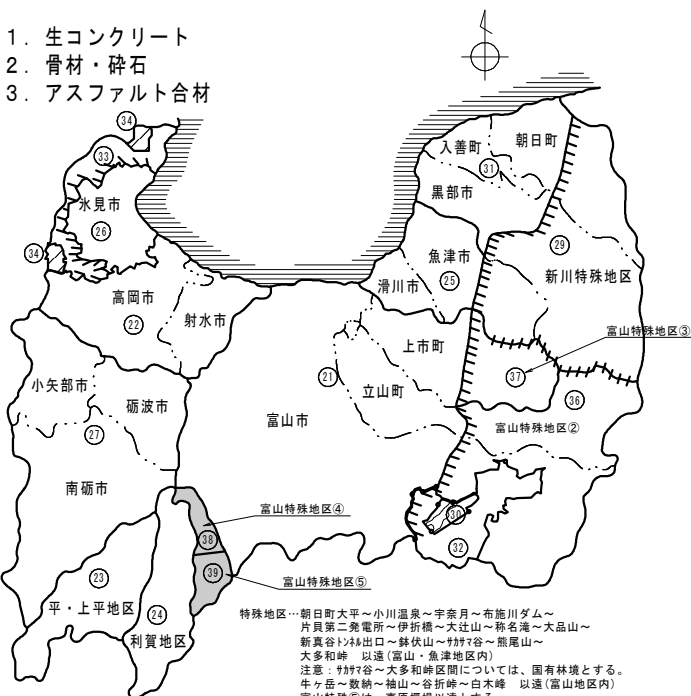 1. 生コンクリート
2. 骨材・砕石
3. アスファルト合材
34
33
氷見市
26
34
高岡市
22
射水市
入善町
朝日町
31
黒部市
29
魚津市
25
新川特殊地区
滑川市
富山特殊地区③
上市町
37
36
小矢部市
砺波市
21
立山町
富山市
富山特殊地区②
27
南砺市
富山特殊地区④
30
38
32
39
23
富山特殊地区⑤
平・上平地区
24
利賀地区
特殊地区…朝日町大平～小川温泉～宇奈月～布施川ダム～
片貝第二発電所～伊折橋～大辻山～称名滝～大品山～
新真谷トンネル出口～鉢伏山～サカサマ谷～熊尾山～
大多和峠 以遠(富山・魚津地区内)
注意:サカサマ谷～大多和峠区間については、国有林境とする。
牛ヶ岳～数納～楡山～谷折峠～白木峰 以遠(富山地区内)